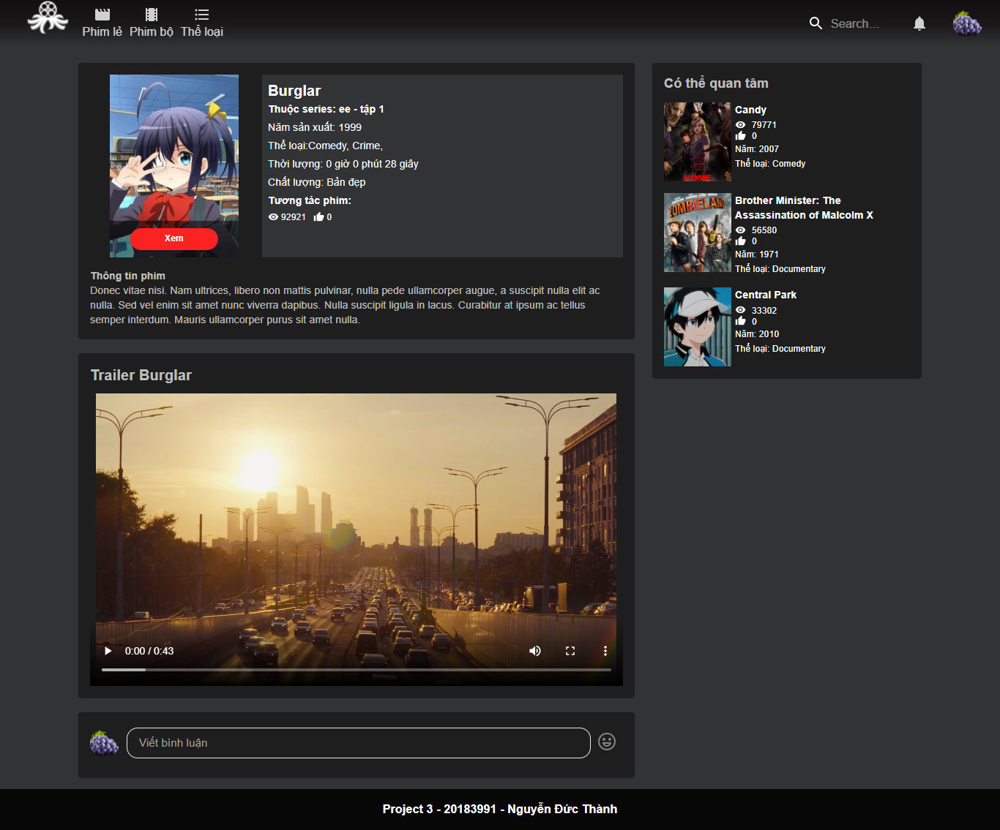 Phim lẻ
Phim bộ
Thể loại
Search...
Burglar
Thuộc series: ee - tập 1
Năm sản xuất: 1999
Thể loại:Comedy, Crime,
Thời lượng: 0 giờ 0 phút 28 giây
Chất lượng: Bản đẹp
Tương tác phim:
92921 0
Xem
Thông tin phim
Donec vitae nisi. Nam ultrices, libero non mattis pulvinar, nulla pede ullamcorper augue, a suscipit nulla elit ac
nulla. Sed vel enim sit amet nunc viverra dapibus. Nulla suscipit ligula in lacus. Curabitur at ipsum ac tellus
semper interdum. Mauris ullamcorper purus sit amet nulla.
Trailer Burglar
0:00 / 0:43
Viết bình luận
Có thể quan tâm
HOME
Candy
79771
0
Năm: 2007
Thể loại: Comedy
ZOMBIELAND
Brother Minister: The
Assassination of Malcolm X
56580
0
Năm: 1971
Thể loại: Documentary
Central Park
33302
0
Năm: 2010
Thể loại: Documentary
Project 3 - 20183991 - Nguyễn Đức Thành